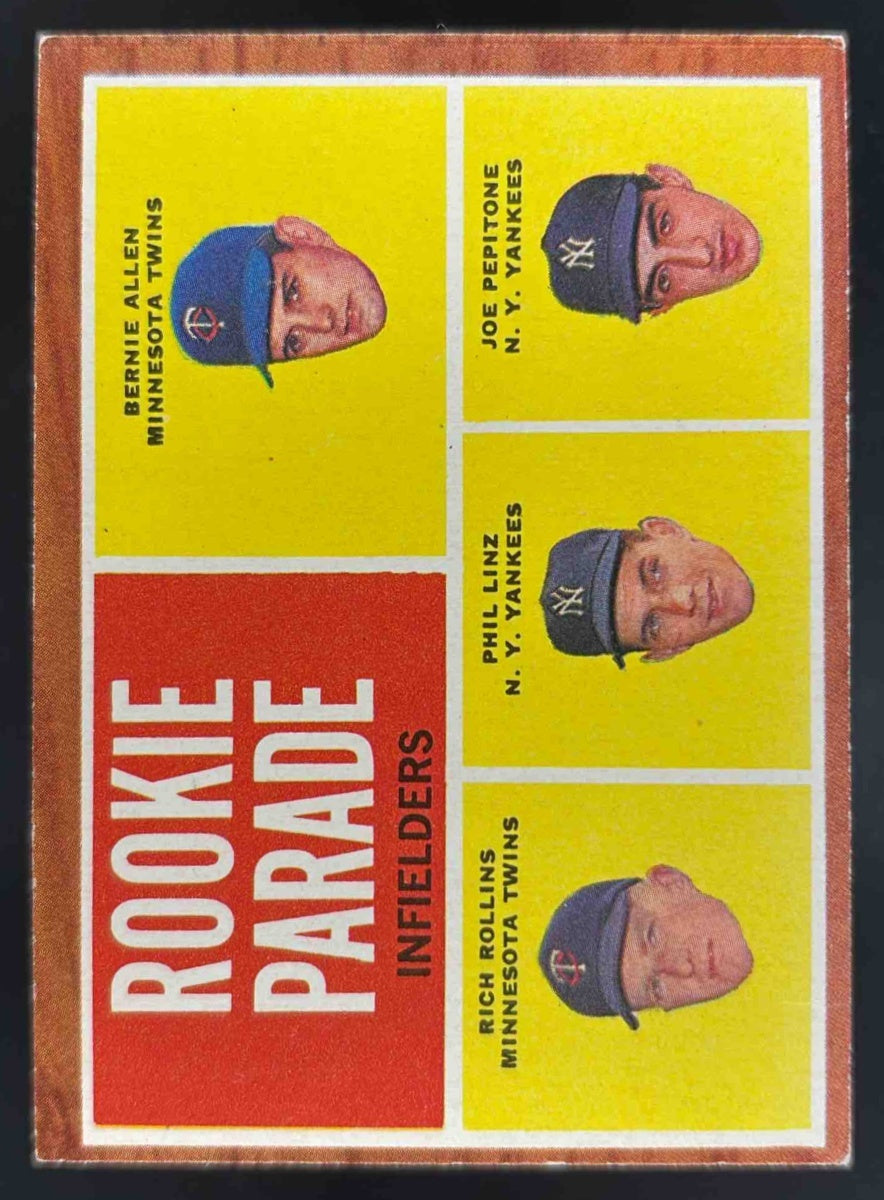 ROOKIE
PARADE
INFIELDERS
BERNIE ALLEN
MINNESOTA TWINS
RICH ROLLINS
MINNESOTA TWINS
PHIL LINZ
N. Y. YANKEES
JOE PEPITONE
N. Y. YANKEES